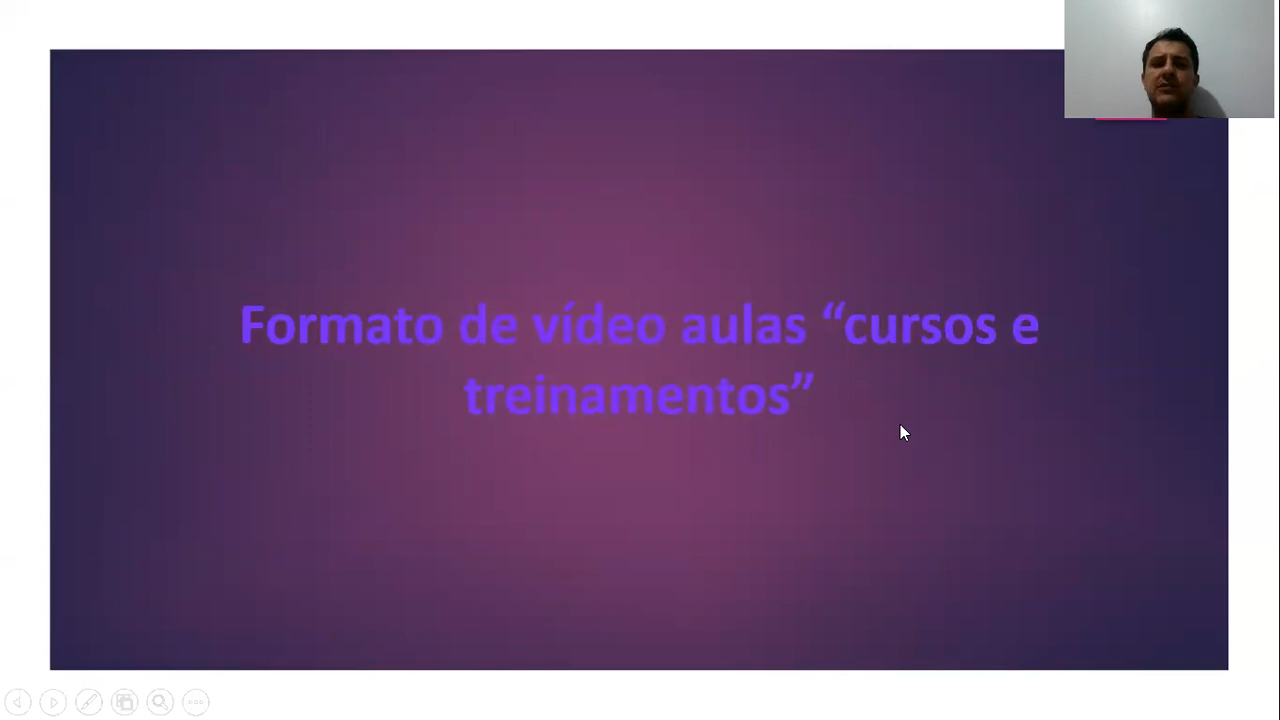 Formato de vídeo aulas “cursos e
treinamentos”